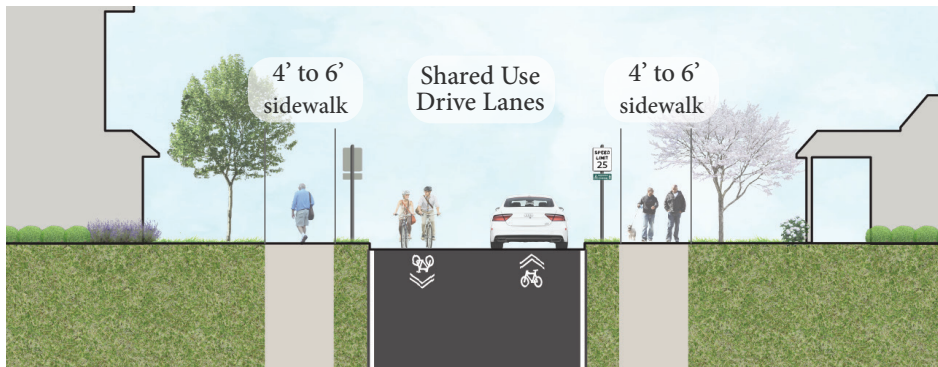 4’ to 6’
sidewalk
Shared Use
Drive Lanes
4’ to 6’
sidewalk
SPEED
LIMIT
25